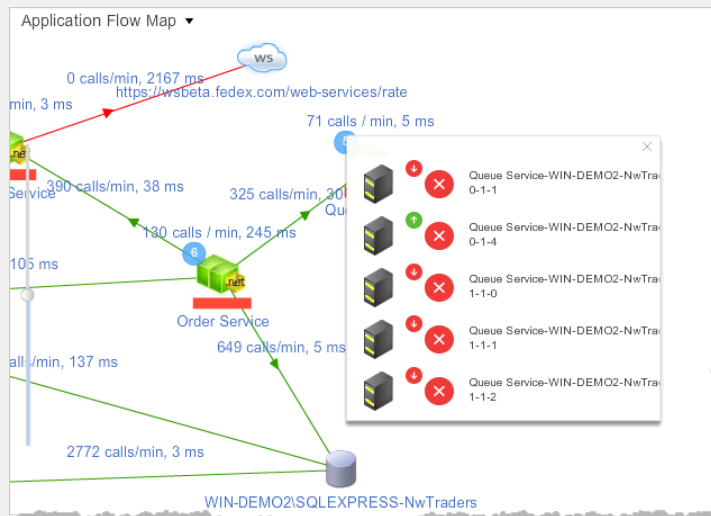 Application Flow Map
ws
0 calls/min, 2167 ms
https://wsbeta.fedex.com/web-services/rate
min, 3 ms
71 calls / min, 5 ms
.net
Service
390 calls/min, 38 ms
325 calls/min, 30
Queue Service-WIN-DEMO2-NwTra
0-1-1
Queue Service-WIN-DEMO2-NwTra
0-1-4
Queue Service-WIN-DEMO2-NwTra
1-1-0
Queue Service-WIN-DEMO2-NwTra
1-1-1
Queue Service-WIN-DEMO2-NwTra
1-1-2
Que
130 calls / min, 245 ms
6
105 ms
.net
Order Service
649 calls/min, 5 ms
alls/min, 137 ms
2772 calls/min, 3 ms
WIN-DEMO2\SQLEXPRESS-NwTraders